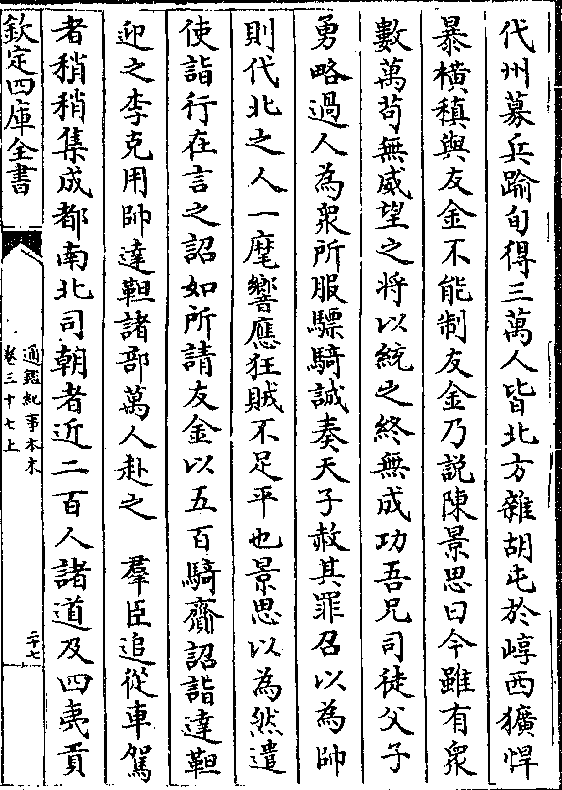 代州募兵踰旬得三萬人皆北方雜胡屯於崞西獷悍
暴橫稹與友金不能制友金乃説陳景思曰今雖有衆
數萬茍無威望之将以統之終無成功吾兄司徒父子
勇略過人為衆所服驃騎誠奏天子赦其罪召以為帥
則代北之人一麾響應狂賊不足平也景思以為然遣
使詣行在言之詔如所請友金以五百騎齎詔詣達靼
迎之李克用帥達靼諸部萬人赴之　羣臣追從車駕
者稍稍集成都南北司朝者近二百人諸道及四夷貢
欽定四庫全書
通鑑紀事本末
卷三十七上
二十七